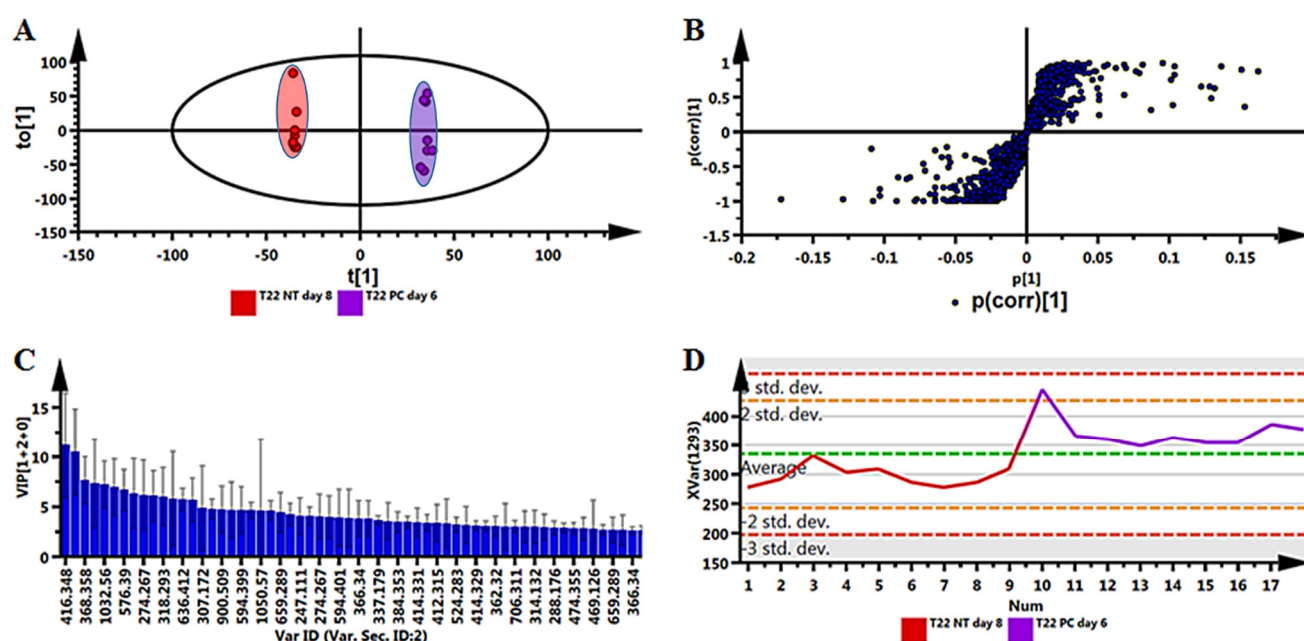 A
to[1]
100
50
0
-50
-100
-150
-150 -100 -50 0 50 100
t[1]
T22 NT day 8 T22 PC day 6
B
p(corr)[1]
1
0.5
0
-0.5
-1
-1.5
-0.2 -0.15 -0.1 -0.05 0 0.05 0.1 0.15
p[1]
p(corr)[1]
C
VIP[1+2+0]
15
10
5
0
416.348 368.358 1032.56 576.39 274.267 318.293 636.412 307.172 900.509 594.399 1050.57 659.289 247.111 274.267 594.401 366.34 337.179 384.353 414.331 412.315 524.283 414.329 362.32 706.311 314.132 288.176 474.355 469.126 659.289 366.34
Var ID (Var. Sec. ID:2)
D
XVar(1293)
400
350
300
250
200
150
std. dev.
2 std. dev.
Average
-2 std. dev.
-3 std. dev.
1 2 3 4 5 6 7 8 9 10 11 12 13 14 15 16 17
Num
T22 NT day 8 T22 PC day 6